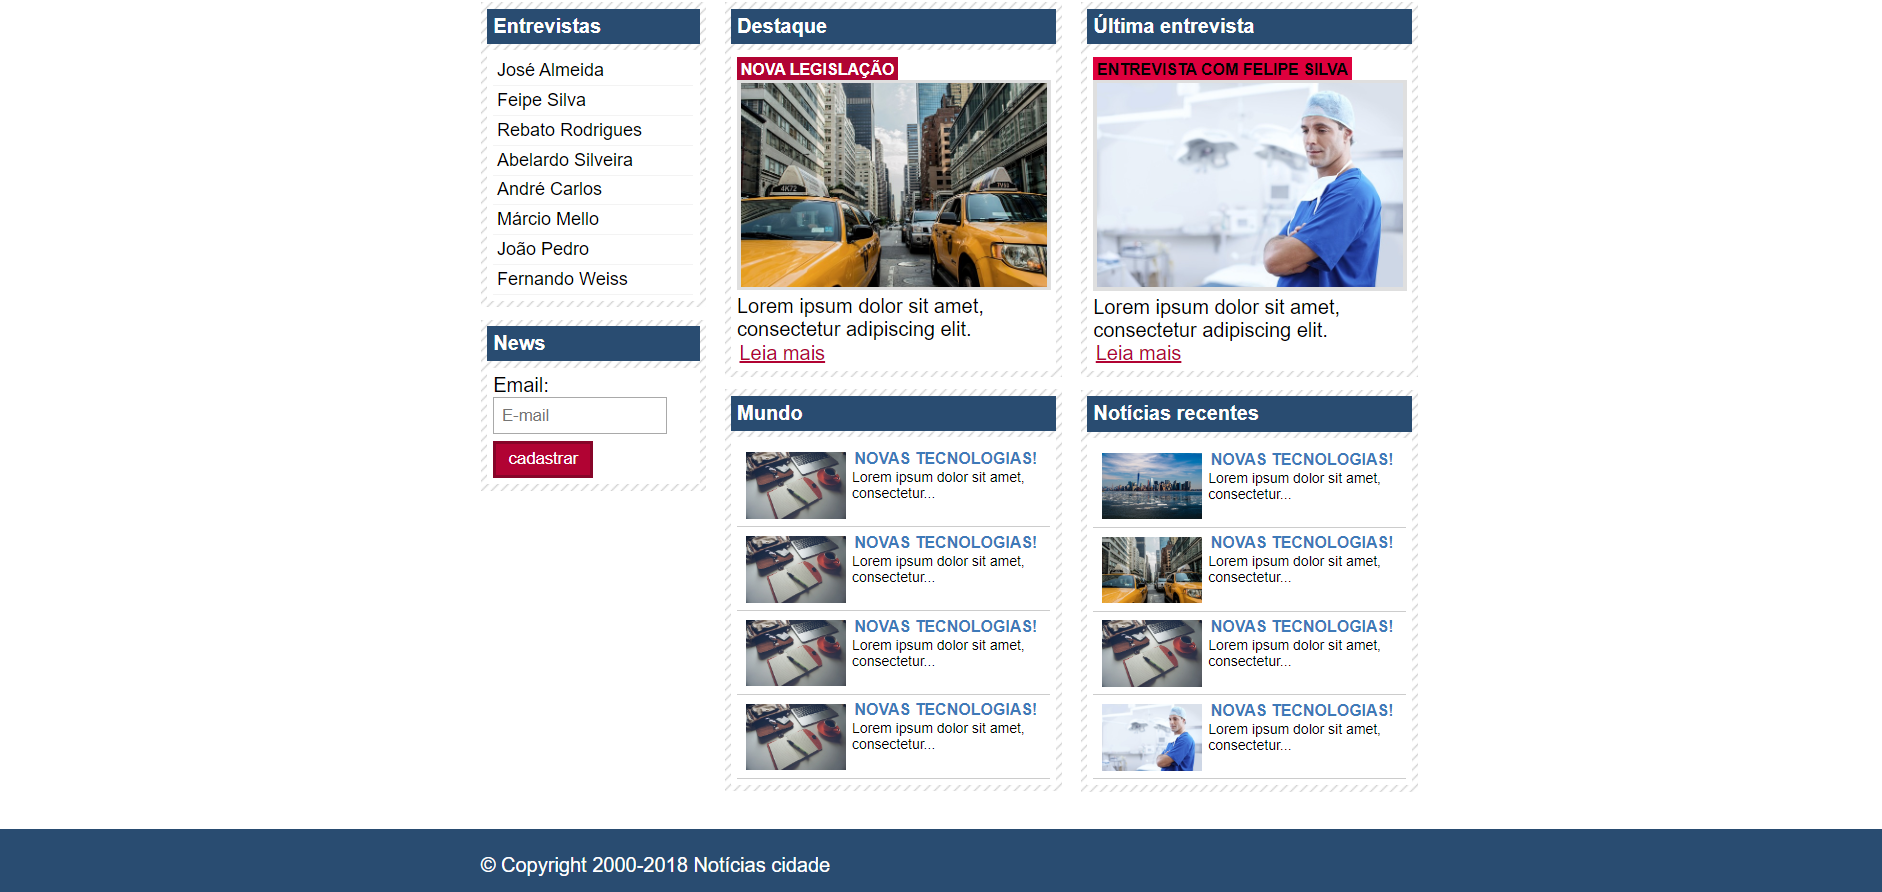 Entrevistas
José Almeida
Feipe Silva
Rebato Rodrigues
Abelardo Silveira
André Carlos
Márcio Mello
João Pedro
Fernando Weiss
News
Email:
E-mail
cadastrar
Destaque
NOVA LEGISLAÇÃO
4K72
Lorem ipsum dolor sit amet,
consectetur adipiscing elit.
Leia mais
Última entrevista
ENTREVISTA COM FELIPE SILVA
Lorem ipsum dolor sit amet,
consectetur adipiscing elit.
Leia mais
Mundo
NOVAS TECNOLOGIAS!
Lorem ipsum dolor sit amet,
consectetur...
NOVAS TECNOLOGIAS!
Lorem ipsum dolor sit amet,
consectetur...
NOVAS TECNOLOGIAS!
Lorem ipsum dolor sit amet,
consectetur...
NOVAS TECNOLOGIAS!
Lorem ipsum dolor sit amet,
consectetur...
Notícias recentes
NOVAS TECNOLOGIAS!
Lorem ipsum dolor sit amet,
consectetur...
NOVAS TECNOLOGIAS!
Lorem ipsum dolor sit amet,
consectetur...
NOVAS TECNOLOGIAS!
Lorem ipsum dolor sit amet,
consectetur...
NOVAS TECNOLOGIAS!
Lorem ipsum dolor sit amet,
consectetur...
© Copyright 2000-2018 Notícias cidade